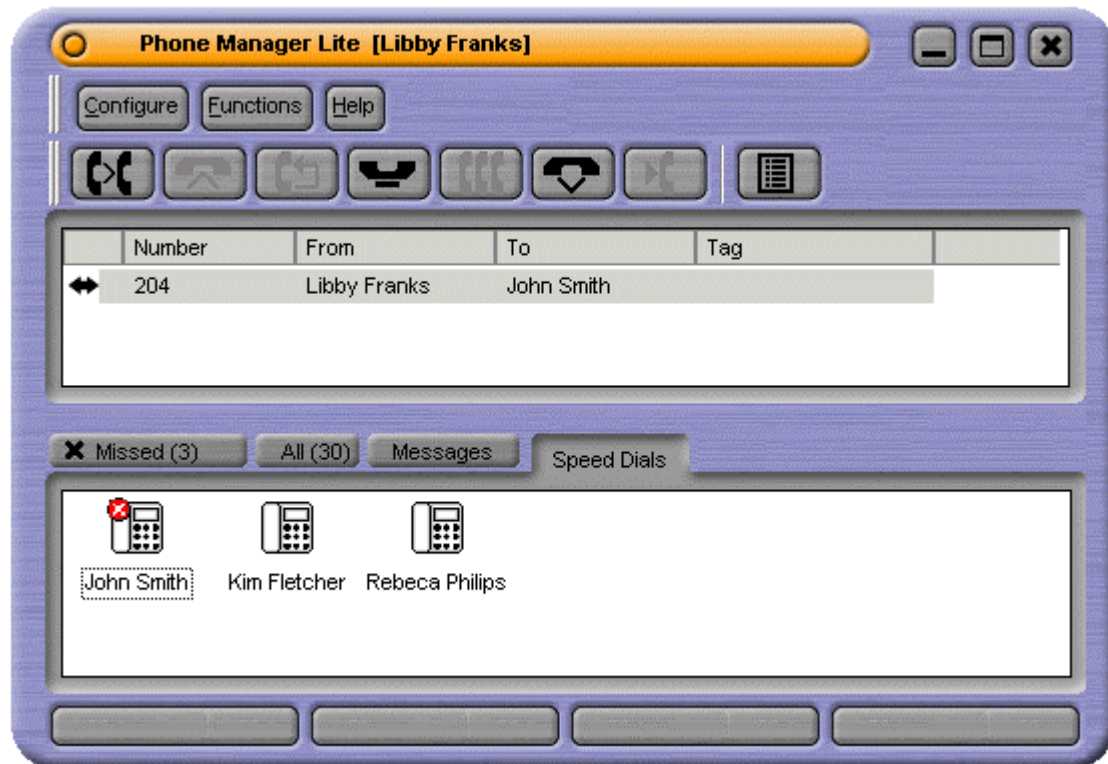 Phone Manager Lite [Libby Franks]
Configure Functions Help
Number From To Tag
204 Libby Franks John Smith
Missed (3) All (30) Messages Speed Dials
John Smith Kim Fletcher Rebeca Philips